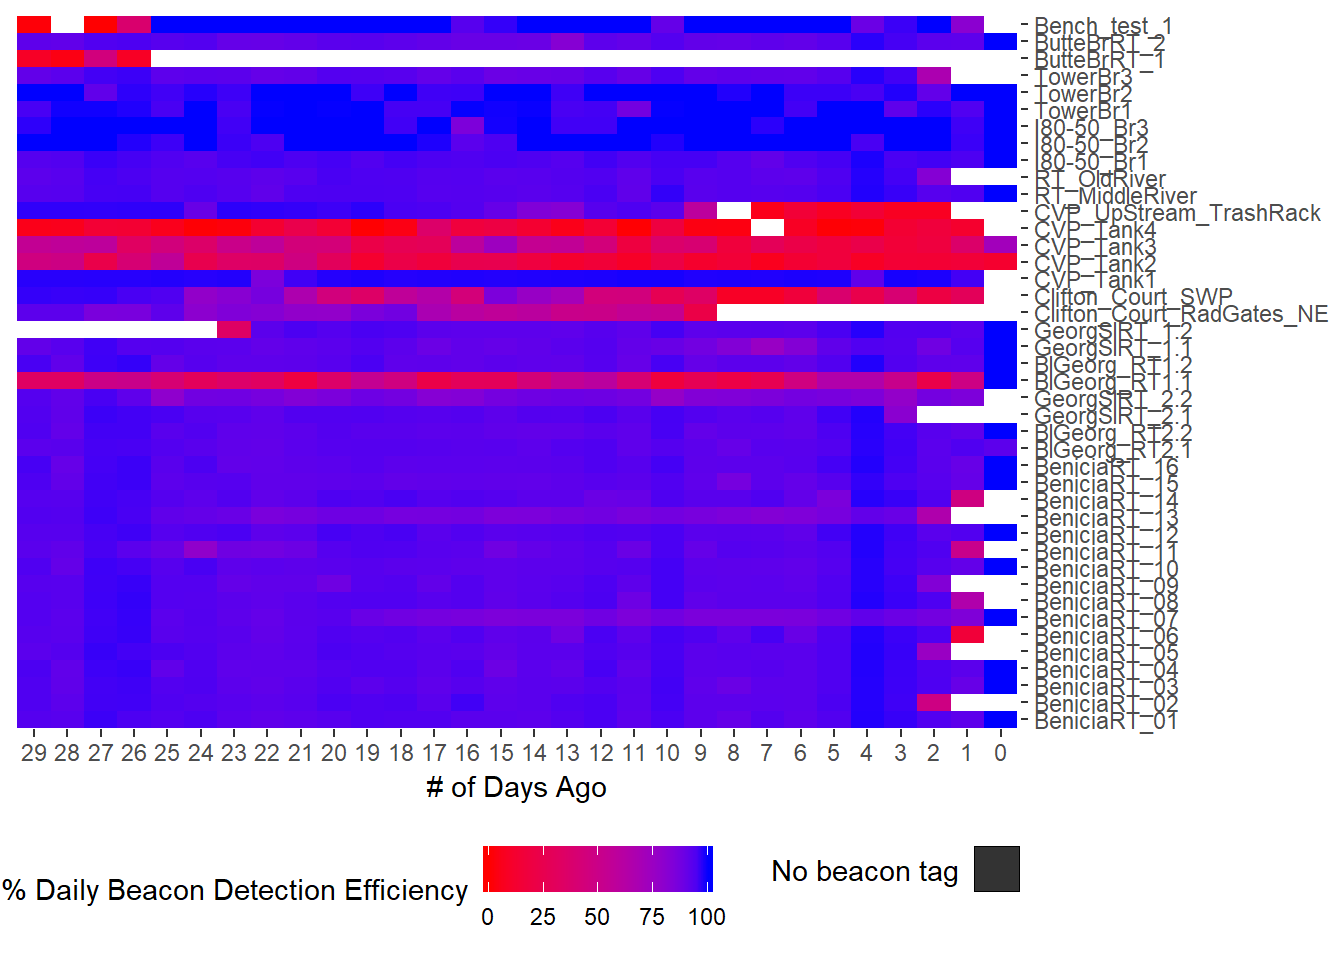 Bench_test_1
ButteBrRT_2
ButteBrRT_1
TowerBr3
TowerBr2
TowerBr1
I80-50_Br3
I80-50_Br2
I80-50_Br1
RT_OldRiver
RT_MiddleRiver
CVP_UpStream_TrashRack
CVP_Tank4
CVP_Tank3
CVP_Tank2
CVP_Tank1
Clifton_Court_SWP
Clifton_Court_RadGates_NE
GeorgSlRT_1.2
GeorgSlRT_1.1
BlGeorg_RT1.2
BlGeorg_RT1.1
GeorgSlRT_2.2
GeorgSlRT_2.1
BlGeorg_RT2.2
BlGeorg_RT2.1
BeniciaRT_16
BeniciaRT_15
BeniciaRT_14
BeniciaRT_13
BeniciaRT_12
BeniciaRT_11
BeniciaRT_10
BeniciaRT_09
BeniciaRT_08
BeniciaRT_07
BeniciaRT_06
BeniciaRT_05
BeniciaRT_04
BeniciaRT_03
BeniciaRT_02
BeniciaRT_01
29 28 27 26 25 24 23 22 21 20 19 18 17 16 15 14 13 12 11 10 9 8 7 6 5 4 3 2 1 0
# of Days Ago
% Daily Beacon Detection Efficiency
0 25 50 75 100
No beacon tag